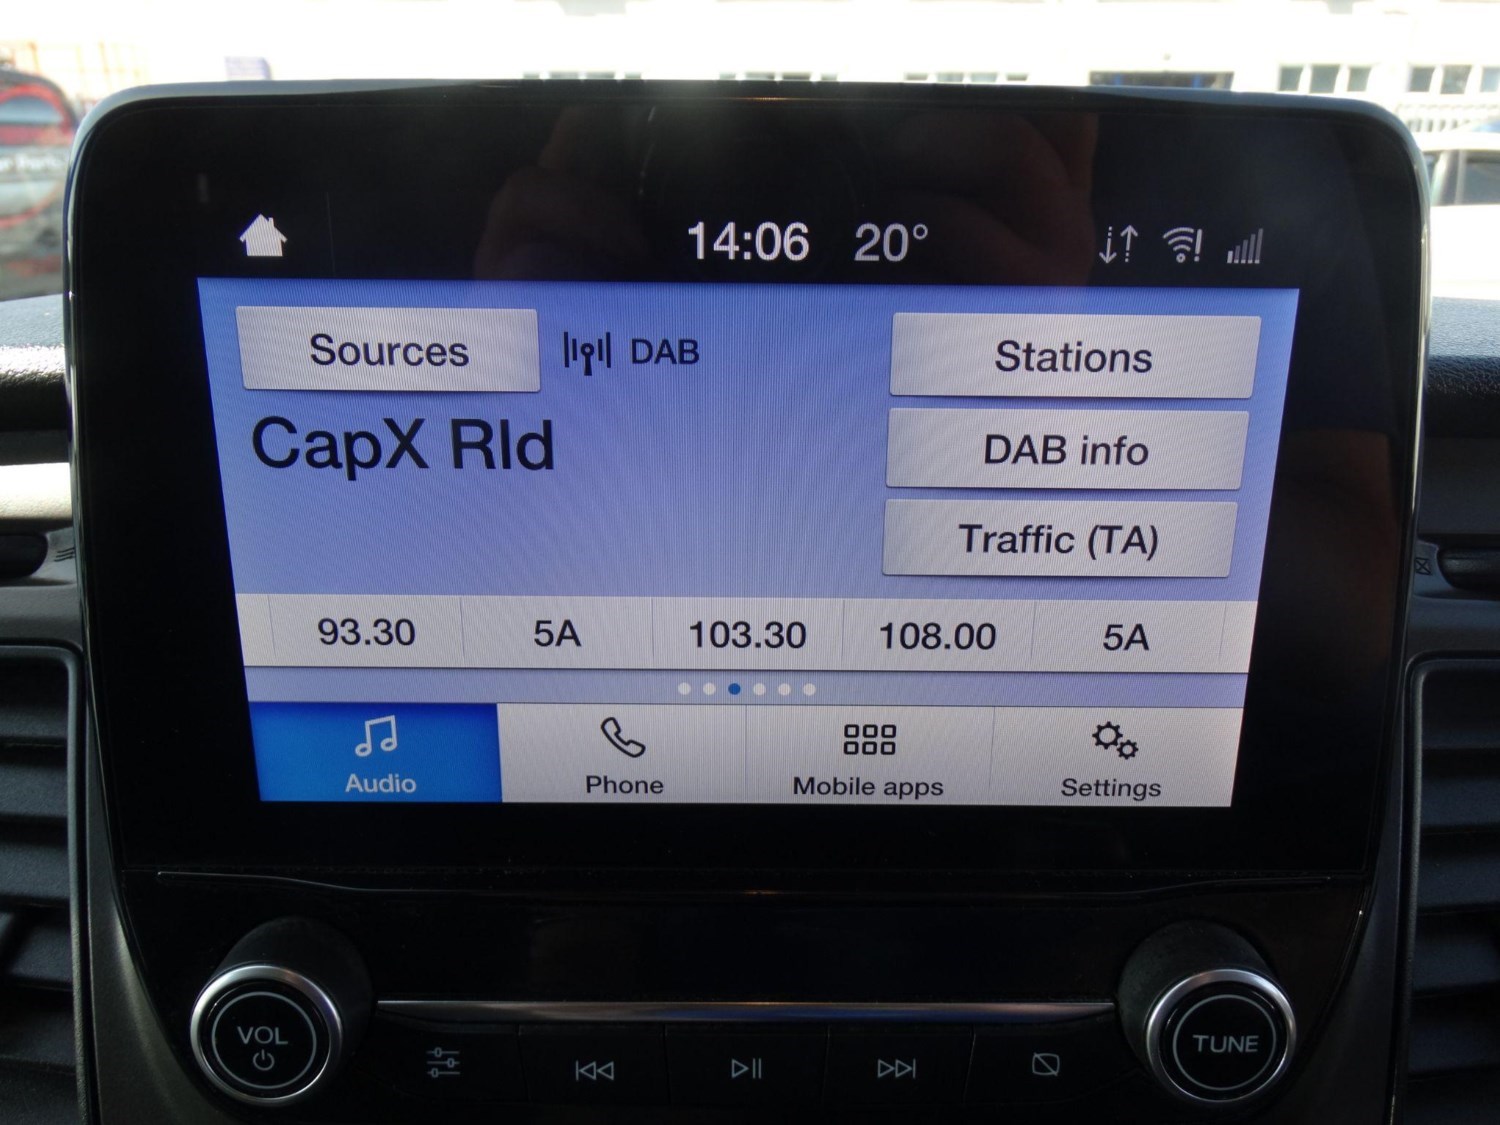 14:06 20°
Sources DAB Stations
CapX Rld
DAB info
Traffic (TA)
93.30 5A 103.30 108.00 5A
Audio Phone Mobile apps Settings
VOL TUNE